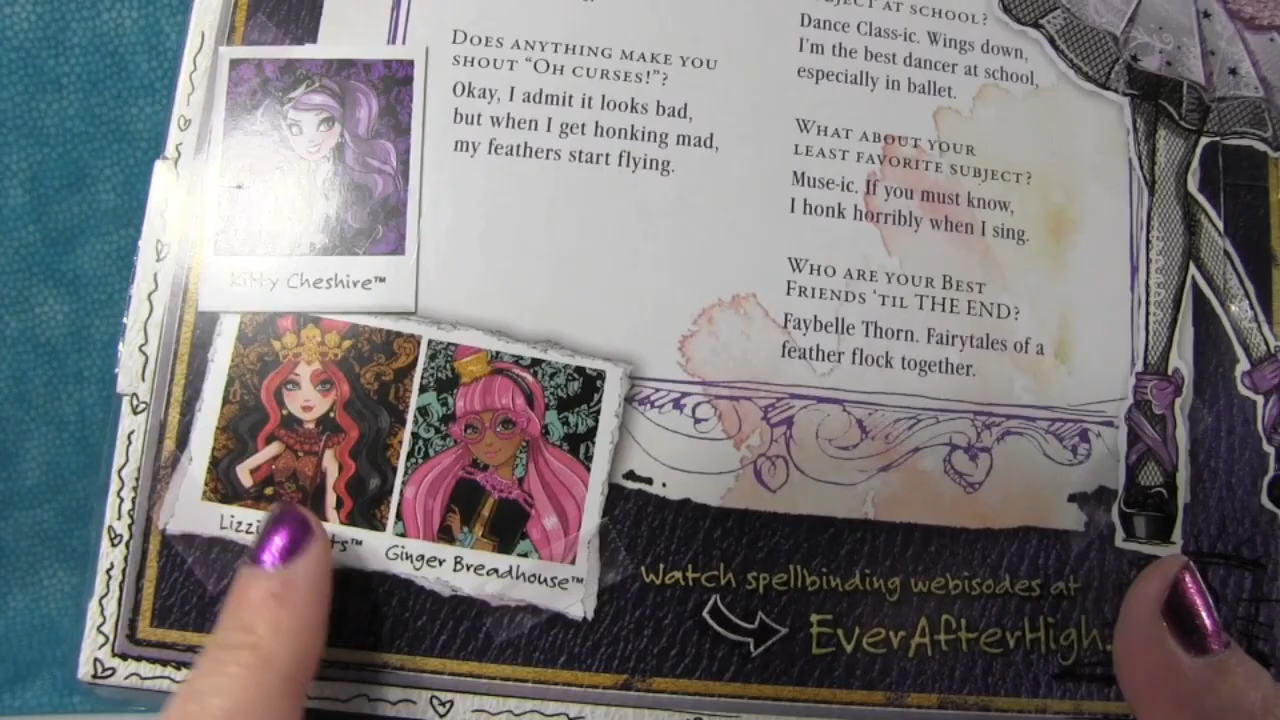 DOES ANYTHING MAKE YOU
SHOUT "OH CURSES!"?
Okay, I admit it looks bad,
but when I get honking mad,
my feathers start flying.
AT SCHOOL?
Dance Class-ic. Wings down,
I'm the best dancer at school,
especially in ballet.
WHAT ABOUT YOUR
LEAST FAVORITE SUBJECT?
Muse-ic. If you must know,
I honk horribly when I sing.
WHO ARE YOUR BEST
FRIENDS 'TIL THE END?
Faybelle Thorn. Fairytales of a
feather flock together.
Kitty Cheshire™
Ginger Breadhouse™
Watch spellbinding webisodes at
EverAfterHigh.